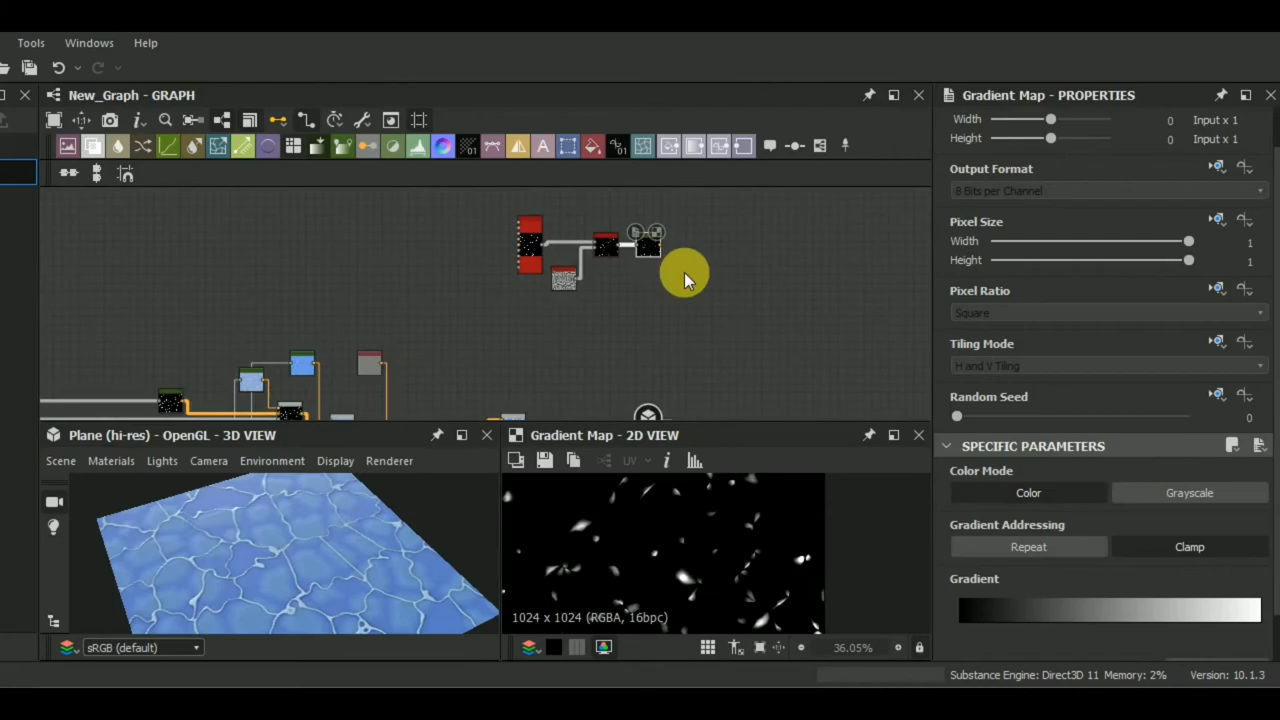 Tools Windows Help
New_Graph - GRAPH
Gradient Map - PROPERTIES
Width 0 Input x 1
Height 0 Input x 1
Output Format
8 Bits per Channel
Pixel Size
Width 1
Height 1
Pixel Ratio
Square
Tiling Mode
H and V Tiling
Random Seed
0
SPECIFIC PARAMETERS
Color Mode
Color Grayscale
Gradient Addressing
Repeat Clamp
Gradient
Plane (hi-res) - OpenGL - 3D VIEW
Scene Materials Lights Camera Environment Display Renderer
sRGB (default)
Gradient Map - 2D VIEW
UV
1024 x 1024 (RGBA, 16bpc)
36.05%
Substance Engine: Direct3D 11 Memory: 2% Version: 10.1.3